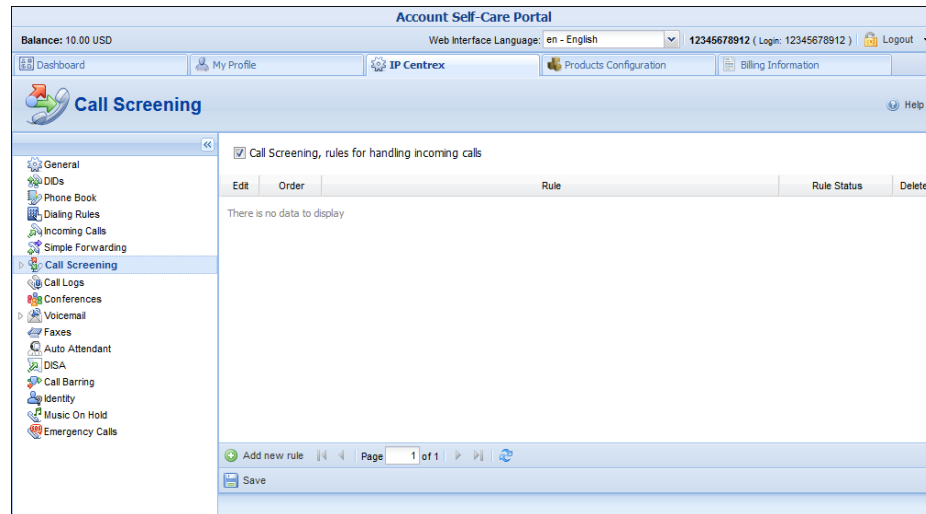 Account Self-Care Portal
Balance: 10.00 USD Web Interface Language: en - English 12345678912 ( Login: 12345678912 ) Logout
Dashboard My Profile IP Centrex Products Configuration Billing Information
Call Screening Help
Call Screening, rules for handling incoming calls
Edit Order Rule Rule Status Delete
There is no data to display
General
DIDs
Phone Book
Dialing Rules
Incoming Calls
Simple Forwarding
Call Screening
Call Logs
Conferences
Voicemail
Faxes
Auto Attendant
DISA
Call Barring
Identity
Music On Hold
Emergency Calls
Add new rule Page 1 of 1
Save